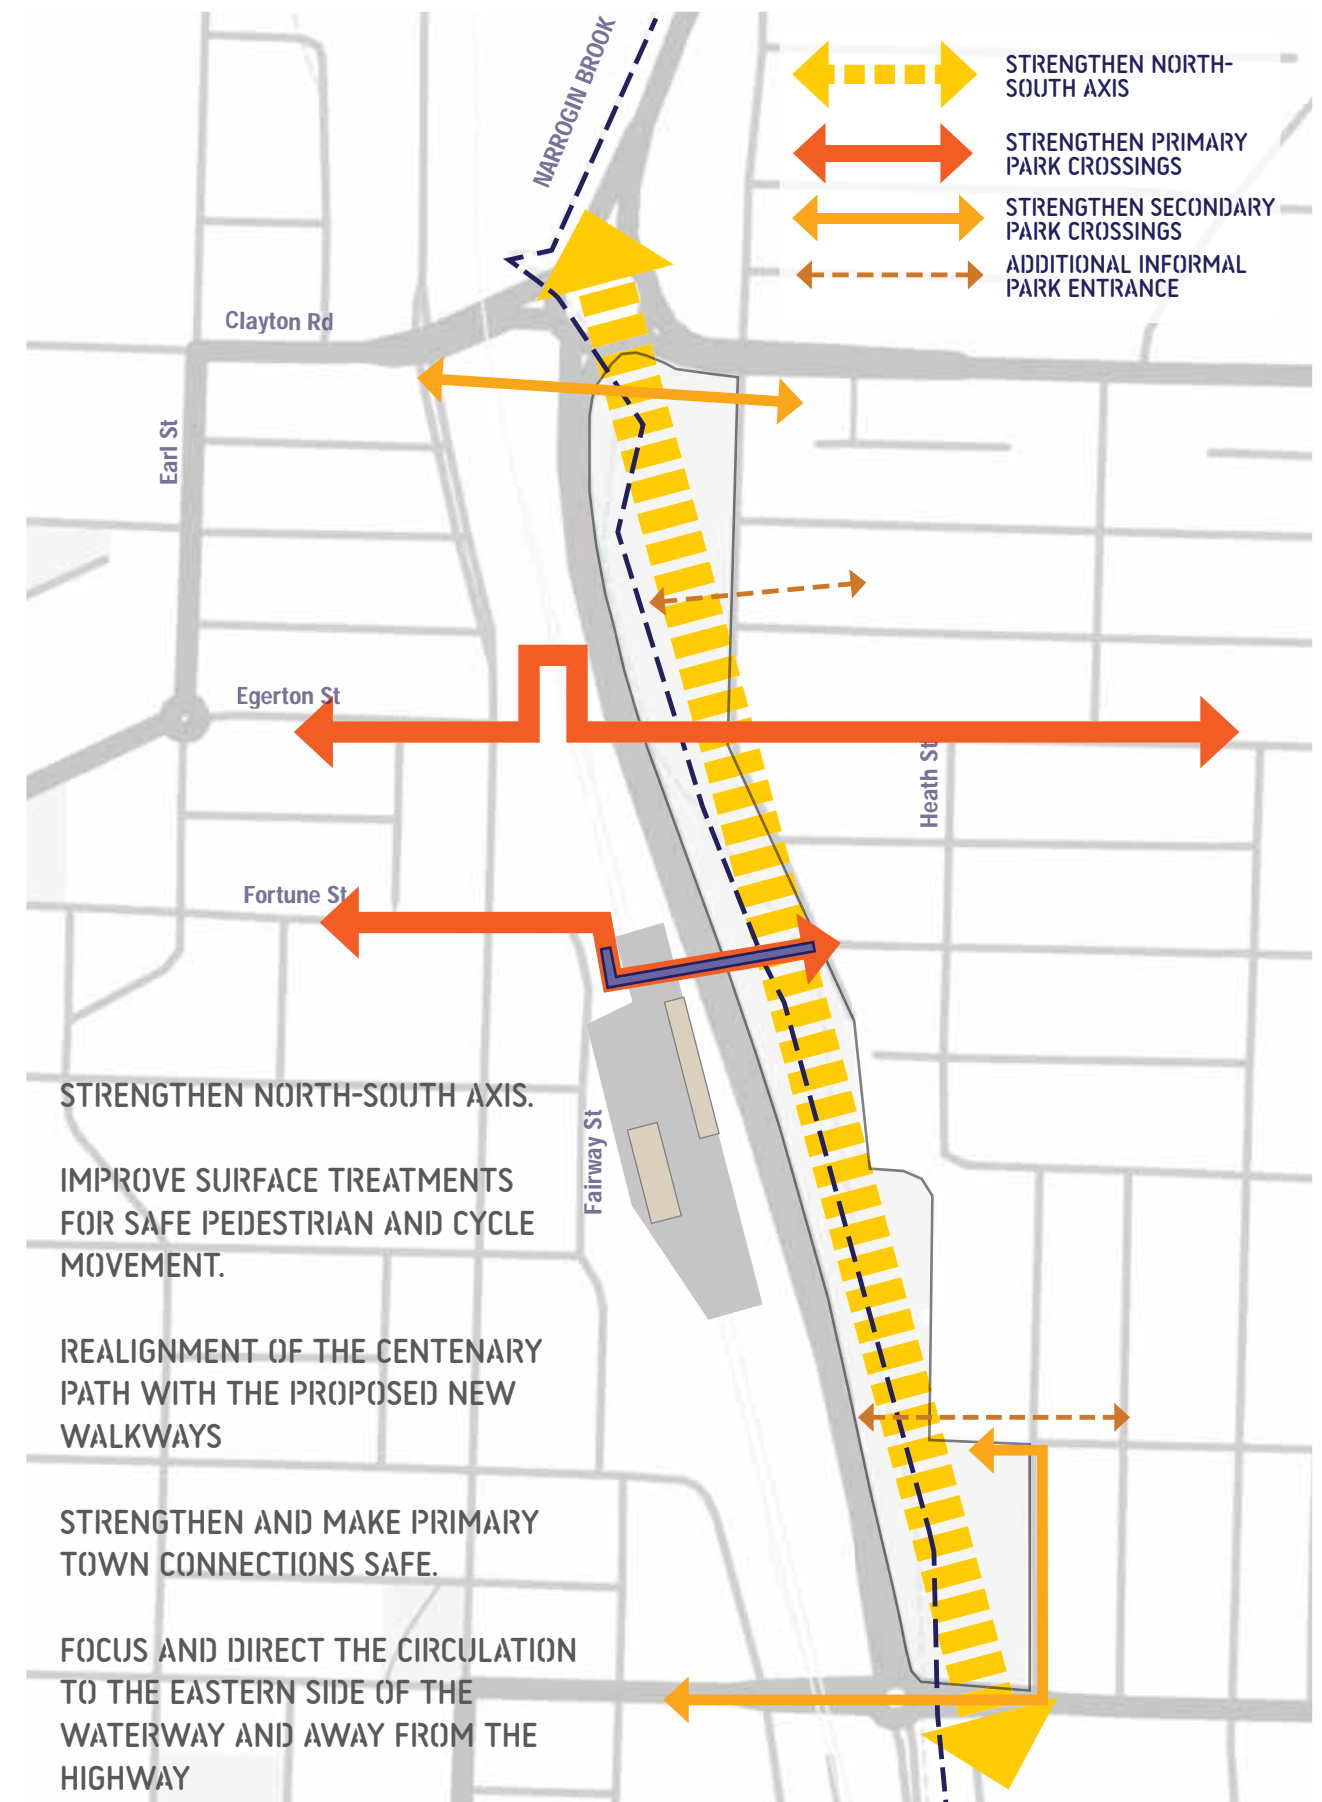 NARROGIN BROOK
STRENGTHEN NORTH-
SOUTH AXIS
STRENGTHEN PRIMARY
PARK CROSSINGS
STRENGTHEN SECONDARY
PARK CROSSINGS
ADDITIONAL INFORMAL
PARK ENTRANCE
Clayton Rd
Earl St
Egerton St
Heath St
Fortune St
Fairway St
STRENGTHEN NORTH-SOUTH AXIS.
IMPROVE SURFACE TREATMENTS
FOR SAFE PEDESTRIAN AND CYCLE
MOVEMENT.
REALIGNMENT OF THE CENTENARY
PATH WITH THE PROPOSED NEW
WALKWAYS
STRENGTHEN AND MAKE PRIMARY
TOWN CONNECTIONS SAFE.
FOCUS AND DIRECT THE CIRCULATION
TO THE EASTERN SIDE OF THE
WATERWAY AND AWAY FROM THE
HIGHWAY